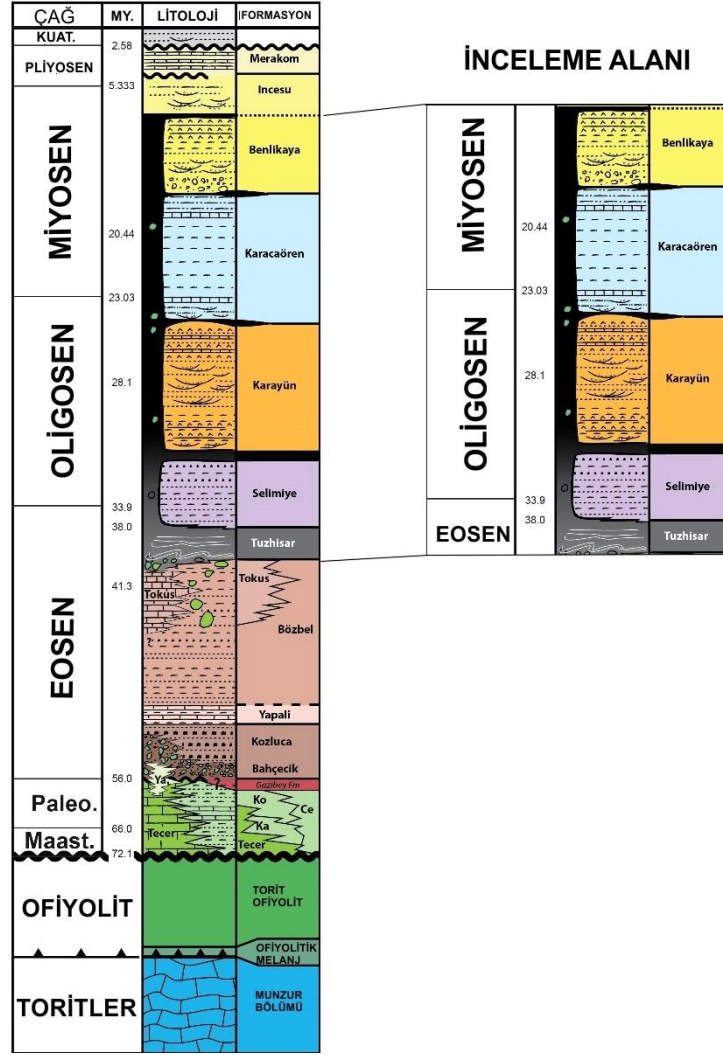 ÇAĞ MY. LİTOLOJİ FORMASYON
KUAT.
2.58
PLİYOSEN
Merakom
5.333
Incesu
MİYOSEN
Benlikaya
20.44
Karacaören
23.03
OLİGOSEN
28.1
Karayün
Selimiye
33.9
38.0
Tuzhisar
EOSEN
41.3
Tokus
Tokus
?
Bözbel
Yapali
Kozluca
Bahçecik
56.0
Ya.
?
Gazibey Fm
Paleo.
Ko
Ce
66.0
Ka
Maast.
Tecer
Tecer
72.1
OFİYOLİT
TORİT
OFİYOLİT
OFİYOLİTİK
MELANJ
TORİTLER
MUNZUR
BÖLÜMÜ
İNCELEME ALANI
MİYOSEN
Benlikaya
20.44
Karacaören
23.03
OLİGOSEN
28.1
Karayün
Selimiye
33.9
38.0
EOSEN
Tuzhisar